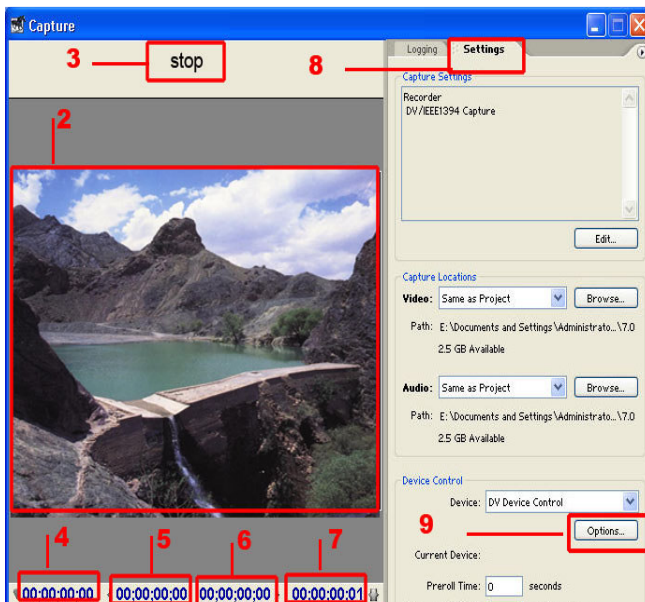 Capture
3
stop
8
Logging
Settings
Capture Settings
Recorder
DV/IEEE1394 Capture
2
Edit...
Capture Locations
Video: Same as Project Browse...
Path: E:\Documents and Settings\Administrato...\7.0
2.5 GB Available
Audio: Same as Project Browse...
Path: E:\Documents and Settings\Administrato...\7.0
2.5 GB Available
Device Control
Device: DV Device Control
9
Options...
Current Device:
Preroll Time: 0 seconds
4 5 6 7
00:00:00:00 00;00;00;00 00;00;00;00 00:00:00:01